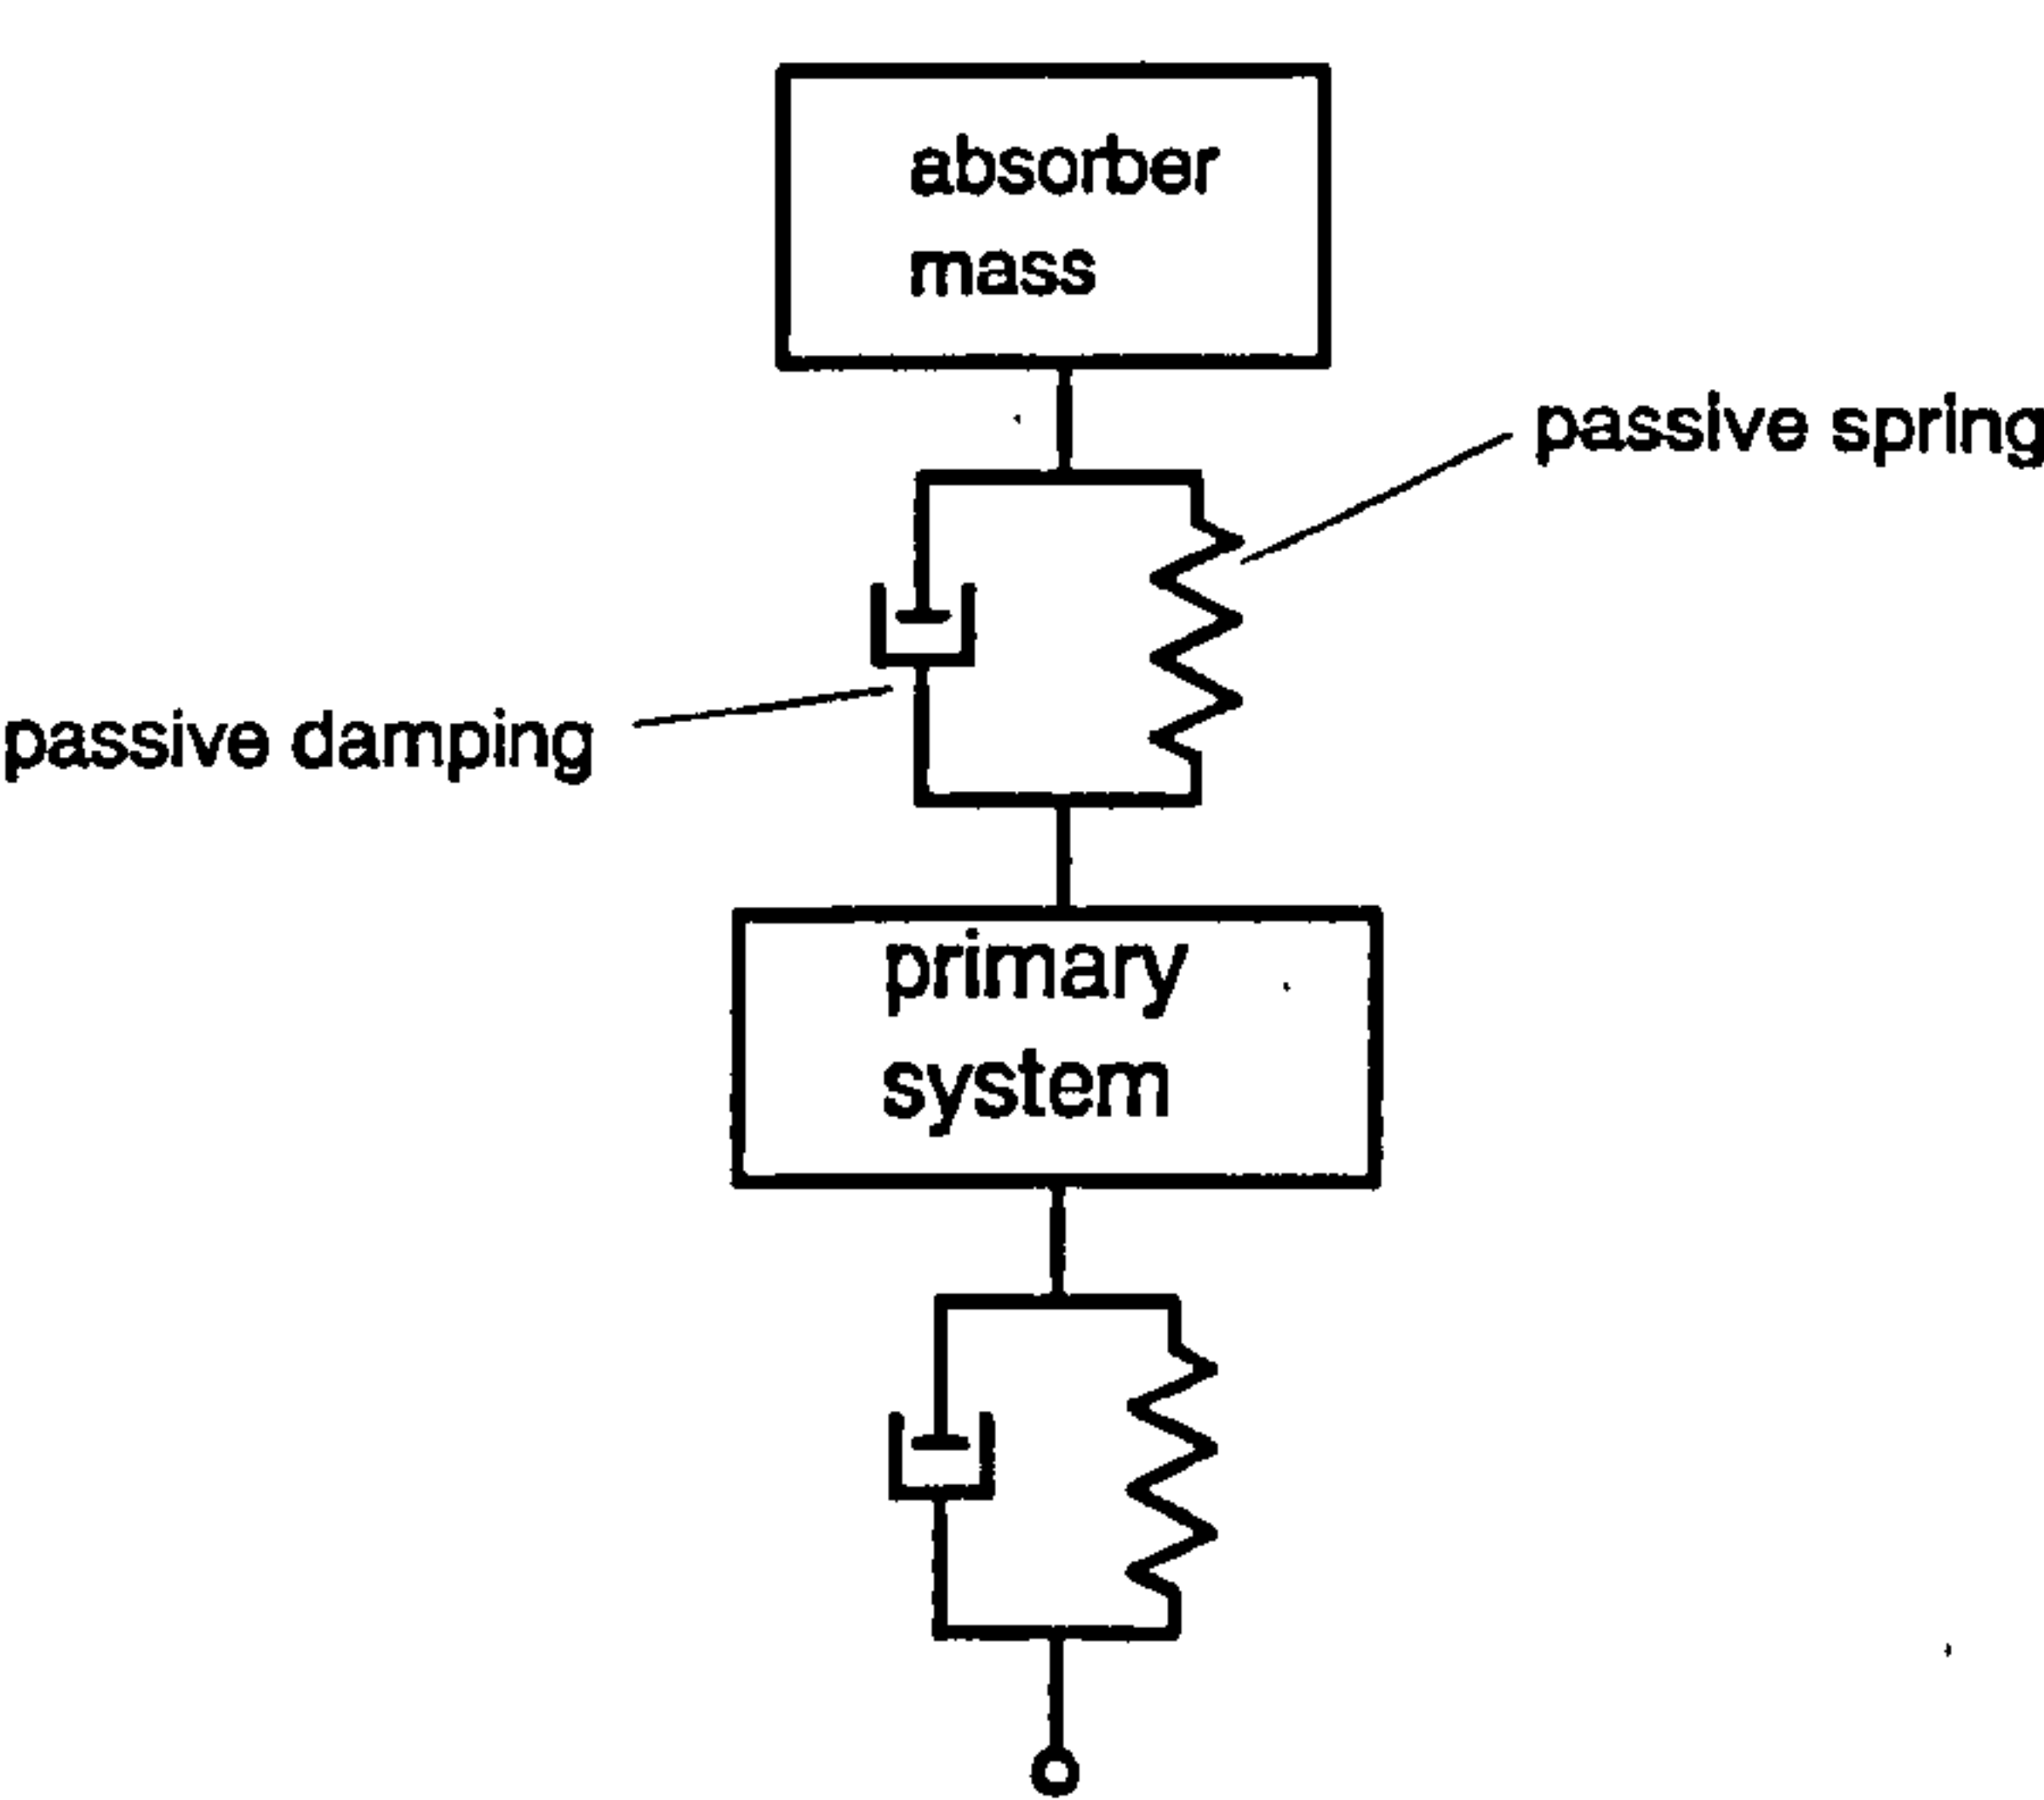 absorber
mass
passive spring
passive damping
primary
system